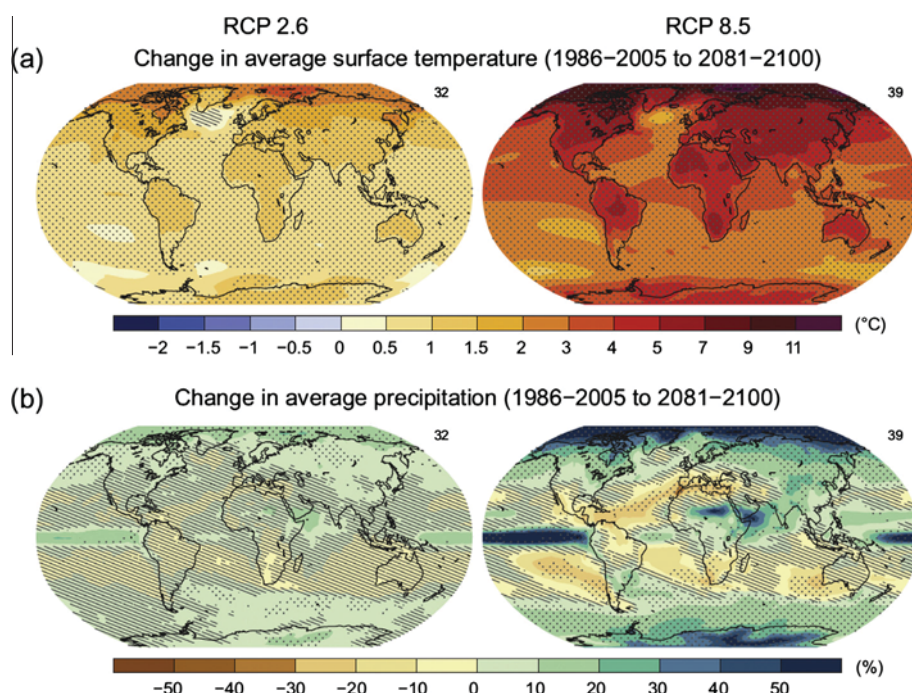 RCP 2.6 RCP 8.5
(a) Change in average surface temperature (1986−2005 to 2081−2100)
32 39
−2 −1.5 −1 −0.5 0 0.5 1 1.5 2 3 4 5 7 9 11 (°C)
(b) Change in average precipitation (1986−2005 to 2081−2100)
32 39
−50 −40 −30 −20 −10 0 10 20 30 40 50 (%)